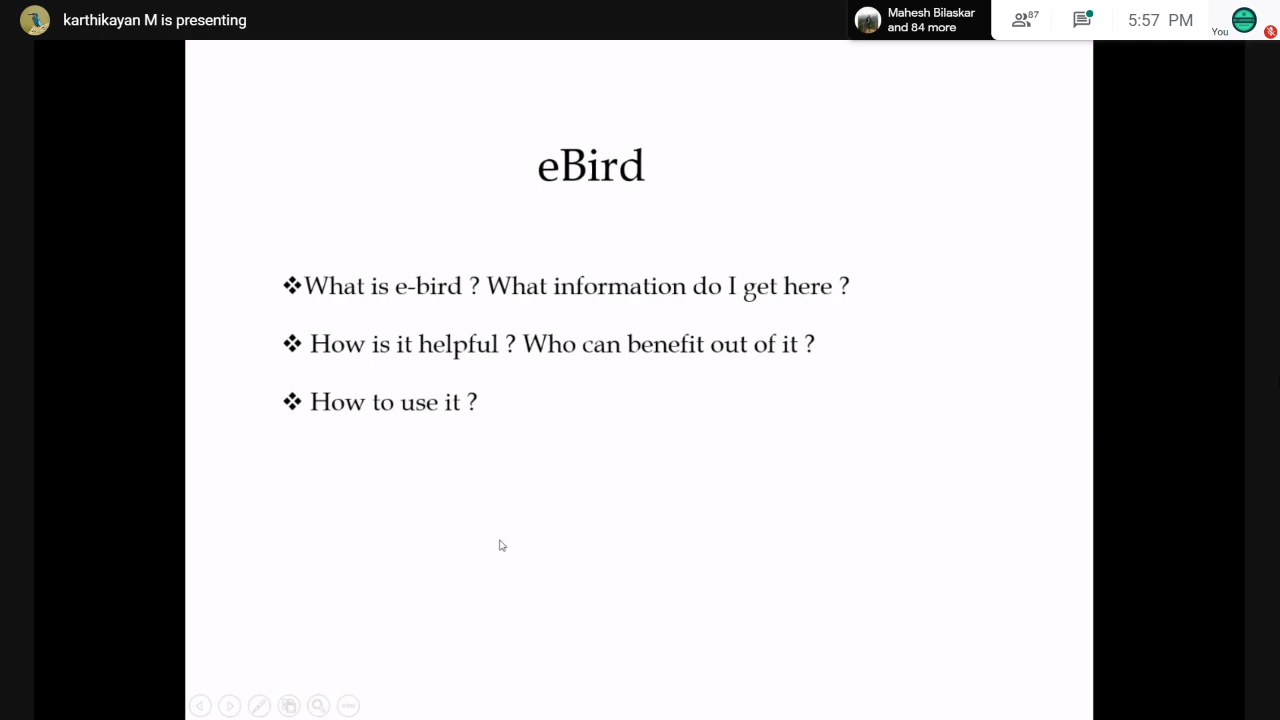 karthikayan M is presenting
Mahesh Bilaskar
and 84 more
87
5:57 PM
You
eBird
❖What is e-bird ? What information do I get here ?
❖ How is it helpful ? Who can benefit out of it ?
❖ How to use it ?